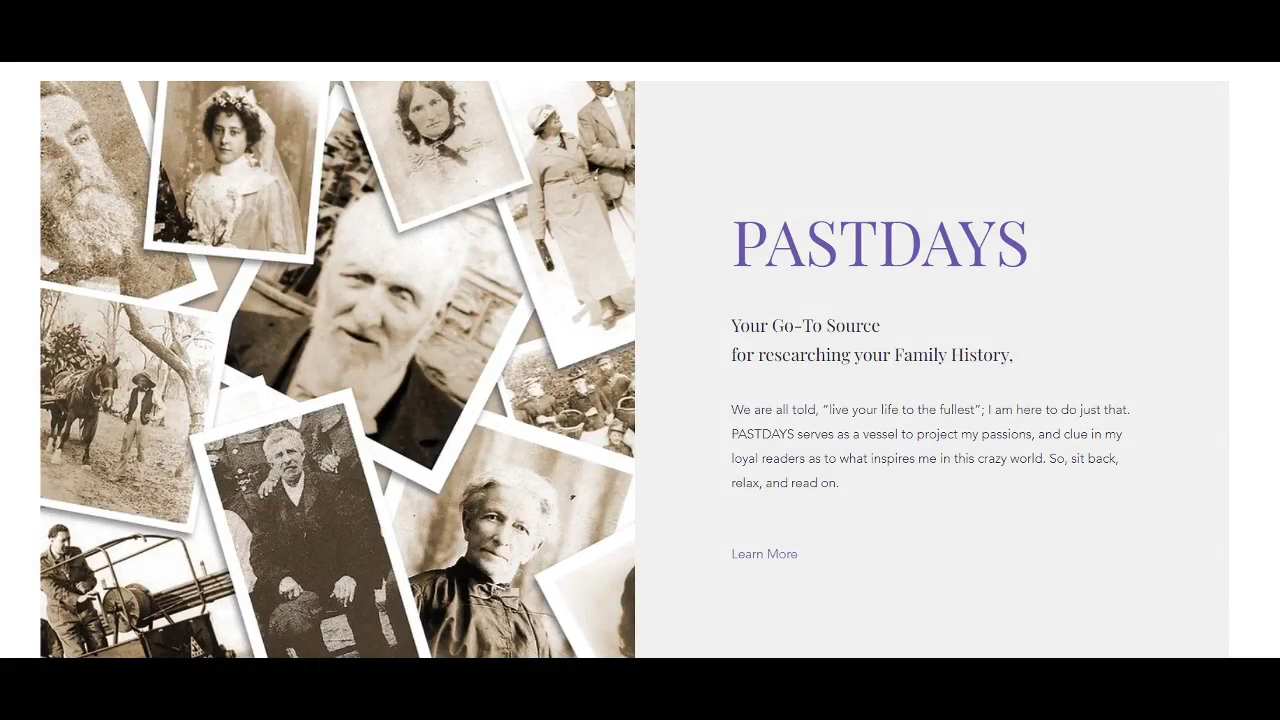 PASTDAYS
Your Go-To Source
for researching your Family History,
We are all told, “live your life to the fullest”; I am here to do just that.
PASTDAYS serves as a vessel to project my passions, and clue in my
loyal readers as to what inspires me in this crazy world. So, sit back,
relax, and read on.
Learn More